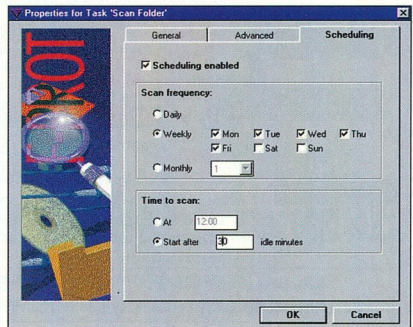 Properties for Task 'Scan Folder'
General Advanced Scheduling
Scheduling enabled
Scan frequency:
Daily
Weekly Mon Tue Wed Thu
Fri Sat Sun
Monthly 1
Time to scan:
At 12:00
Start after 30 idle minutes
OK Cancel